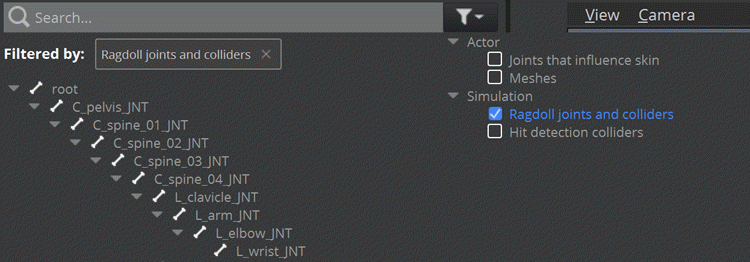 Search...
View Camera
Filtered by: Ragdoll joints and colliders ×
Actor
Joints that influence skin
Meshes
Simulation
Ragdoll joints and colliders
Hit detection colliders
root
C_pelvis_JNT
C_spine_01_JNT
C_spine_02_JNT
C_spine_03_JNT
C_spine_04_JNT
L_clavicle_JNT
L_arm_JNT
L_elbow_JNT
L_wrist_JNT